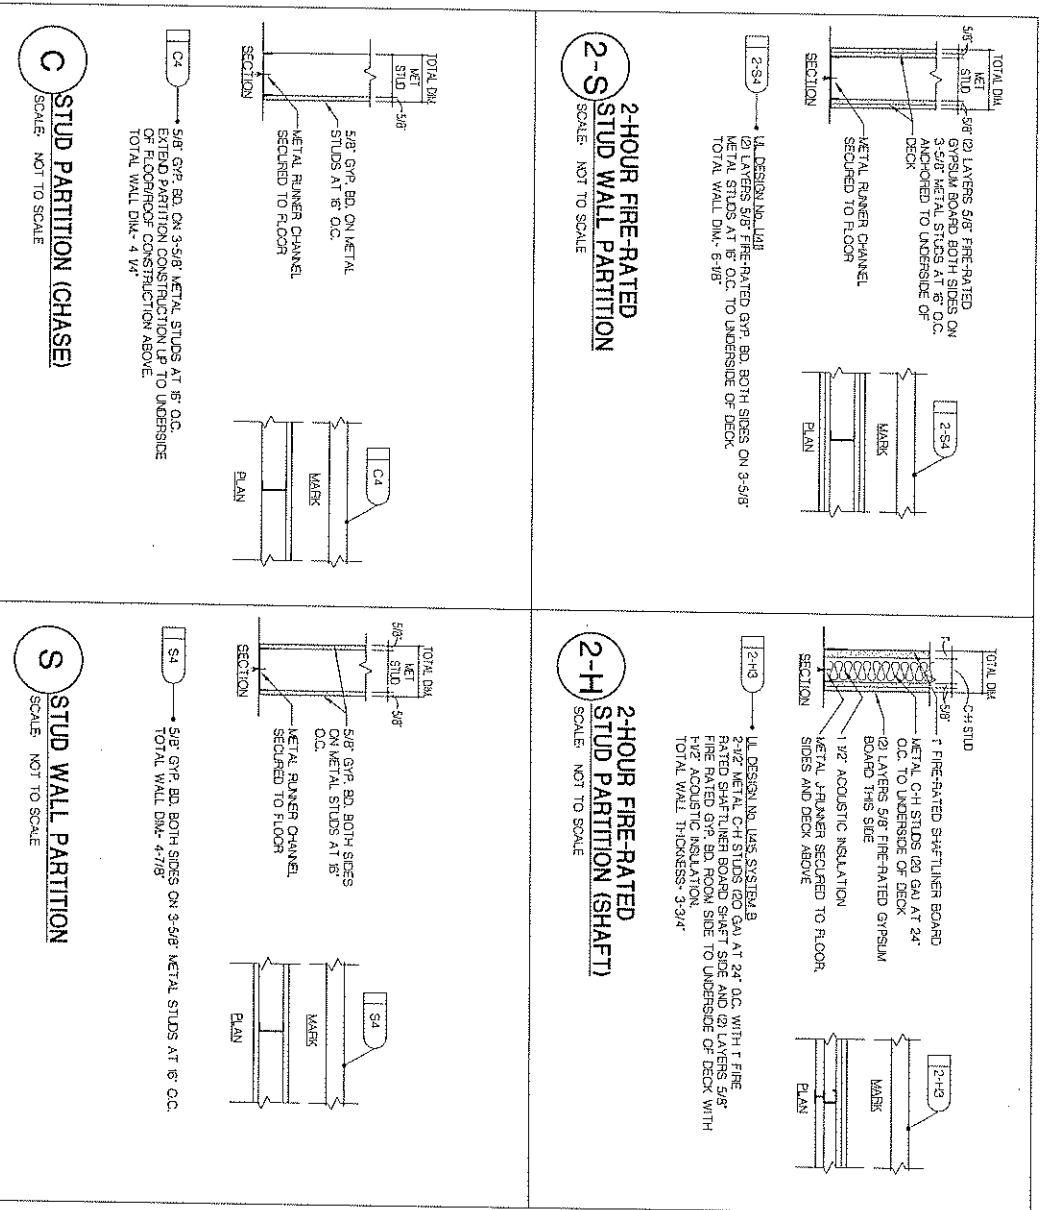 TOTAL DIM.
MET
STUD
5/8"
5/8"
(2) LAYERS 5/8" FIRE-RATED
GYPSUM BOARD BOTH SIDES ON
3-5/8" METAL STUDS AT 16" O.C.
ANCHORED TO UNDERSIDE OF
DECK
METAL RUNNER CHANNEL
SECURED TO FLOOR
SECTION
2-S4
MARK
PLAN
2-S4
UL DESIGN No. U411
(2) LAYERS 5/8" FIRE-RATED GYP. BD. BOTH SIDES ON 3-5/8"
METAL STUDS AT 16" O.C. TO UNDERSIDE OF DECK
TOTAL WALL DIM.- 6-1/8"
2-S
2-HOUR FIRE-RATED
STUD WALL PARTITION
SCALE: NOT TO SCALE
TOTAL DIM.
C-H STUD
1"
5/8"
1" FIRE-RATED SHAFTLINER BOARD
METAL C-H STUDS (20 GA) AT 24"
O.C. TO UNDERSIDE OF DECK
(2) LAYERS 5/8" FIRE-RATED GYPSUM
BOARD THIS SIDE
1 1/2" ACOUSTIC INSULATION
METAL J-RUNNER SECURED TO FLOOR,
SIDES AND DECK ABOVE
SECTION
2-H3
MARK
PLAN
2-H3
UL DESIGN No. U415, SYSTEM B
2-1/2" METAL C-H STUDS (20 GA) AT 24" O.C. WITH 1" FIRE
RATED SHAFTLINER BOARD SHAFT SIDE AND (2) LAYERS 5/8"
FIRE RATED GYP. BD. ROOM SIDE TO UNDERSIDE OF DECK WITH
1-1/2" ACOUSTIC INSULATION.
TOTAL WALL THICKNESS- 3-3/4"
2-H
2-HOUR FIRE-RATED
STUD PARTITION (SHAFT)
SCALE: NOT TO SCALE
TOTAL DIM.
MET
STUD
5/8"
5/8" GYP. BD. ON METAL
STUDS AT 16" O.C.
METAL RUNNER CHANNEL
SECURED TO FLOOR
SECTION
C4
MARK
PLAN
C4
5/8" GYP. BD. ON 3-5/8" METAL STUDS AT 16" O.C.
EXTEND PARTITION CONSTRUCTION UP TO UNDERSIDE
OF FLOOR/ROOF CONSTRUCTION ABOVE.
TOTAL WALL DIM.- 4 1/4"
C
STUD PARTITION (CHASE)
SCALE: NOT TO SCALE
TOTAL DIM.
MET
STUD
5/8"
5/8"
5/8" GYP. BD. BOTH SIDES
ON METAL STUDS AT 16"
O.C.
METAL RUNNER CHANNEL
SECURED TO FLOOR
SECTION
S4
MARK
PLAN
S4
5/8" GYP. BD. BOTH SIDES ON 3-5/8" METAL STUDS AT 16" O.C.
TOTAL WALL DIM- 4-7/8"
S
STUD WALL PARTITION
SCALE: NOT TO SCALE